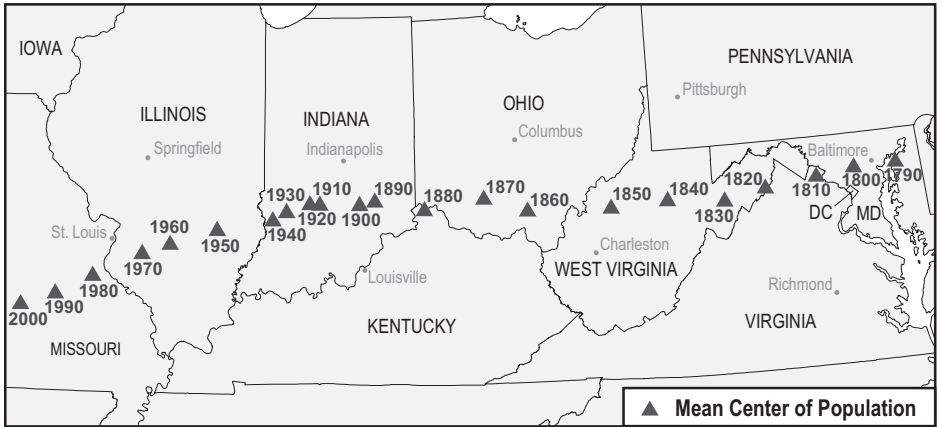 IOWA
PENNSYLVANIA
Pittsburgh
ILLINOIS
INDIANA
OHIO
Columbus
Springfield
Indianapolis
Baltimore
1930
1910
1890
1870
1850
1840
1820
1800
1790
1880
1860
1810
1920
1900
1830
DC
MD
1940
St. Louis
1960
1950
Charleston
1970
WEST VIRGINIA
Louisville
1980
Richmond
1990
2000
KENTUCKY
VIRGINIA
MISSOURI
Mean Center of Population